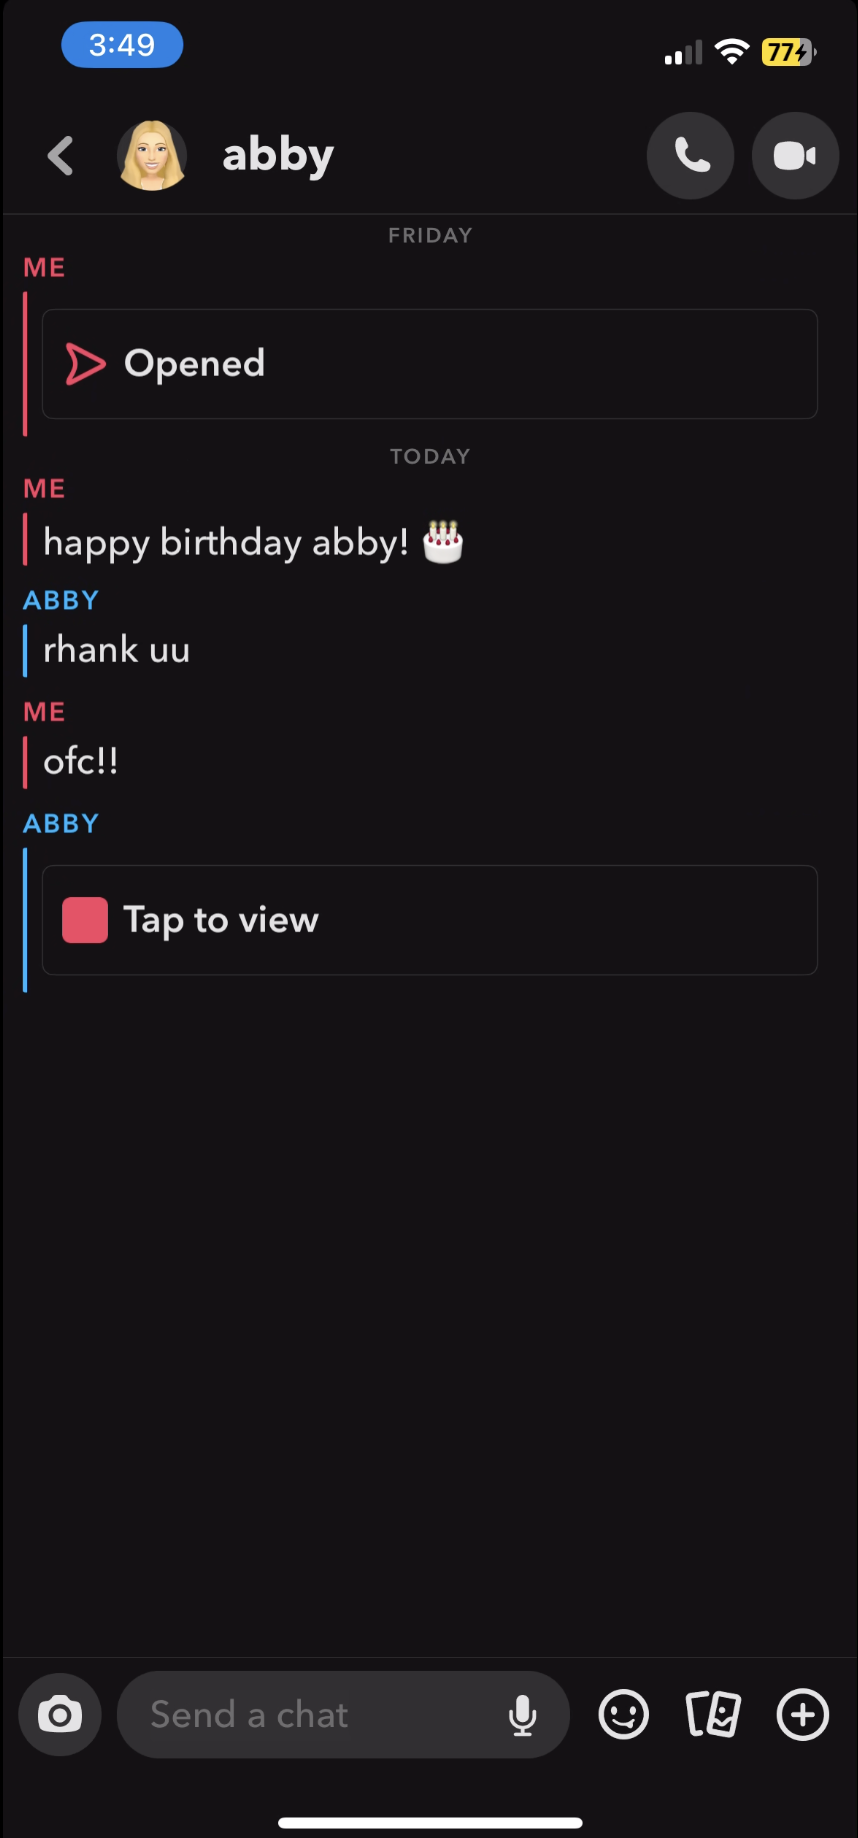 3:49
77
abby
FRIDAY
ME
Opened
TODAY
ME
happy birthday abby! 🎂
ABBY
rhank uu
ME
ofc!!
ABBY
Tap to view
Send a chat